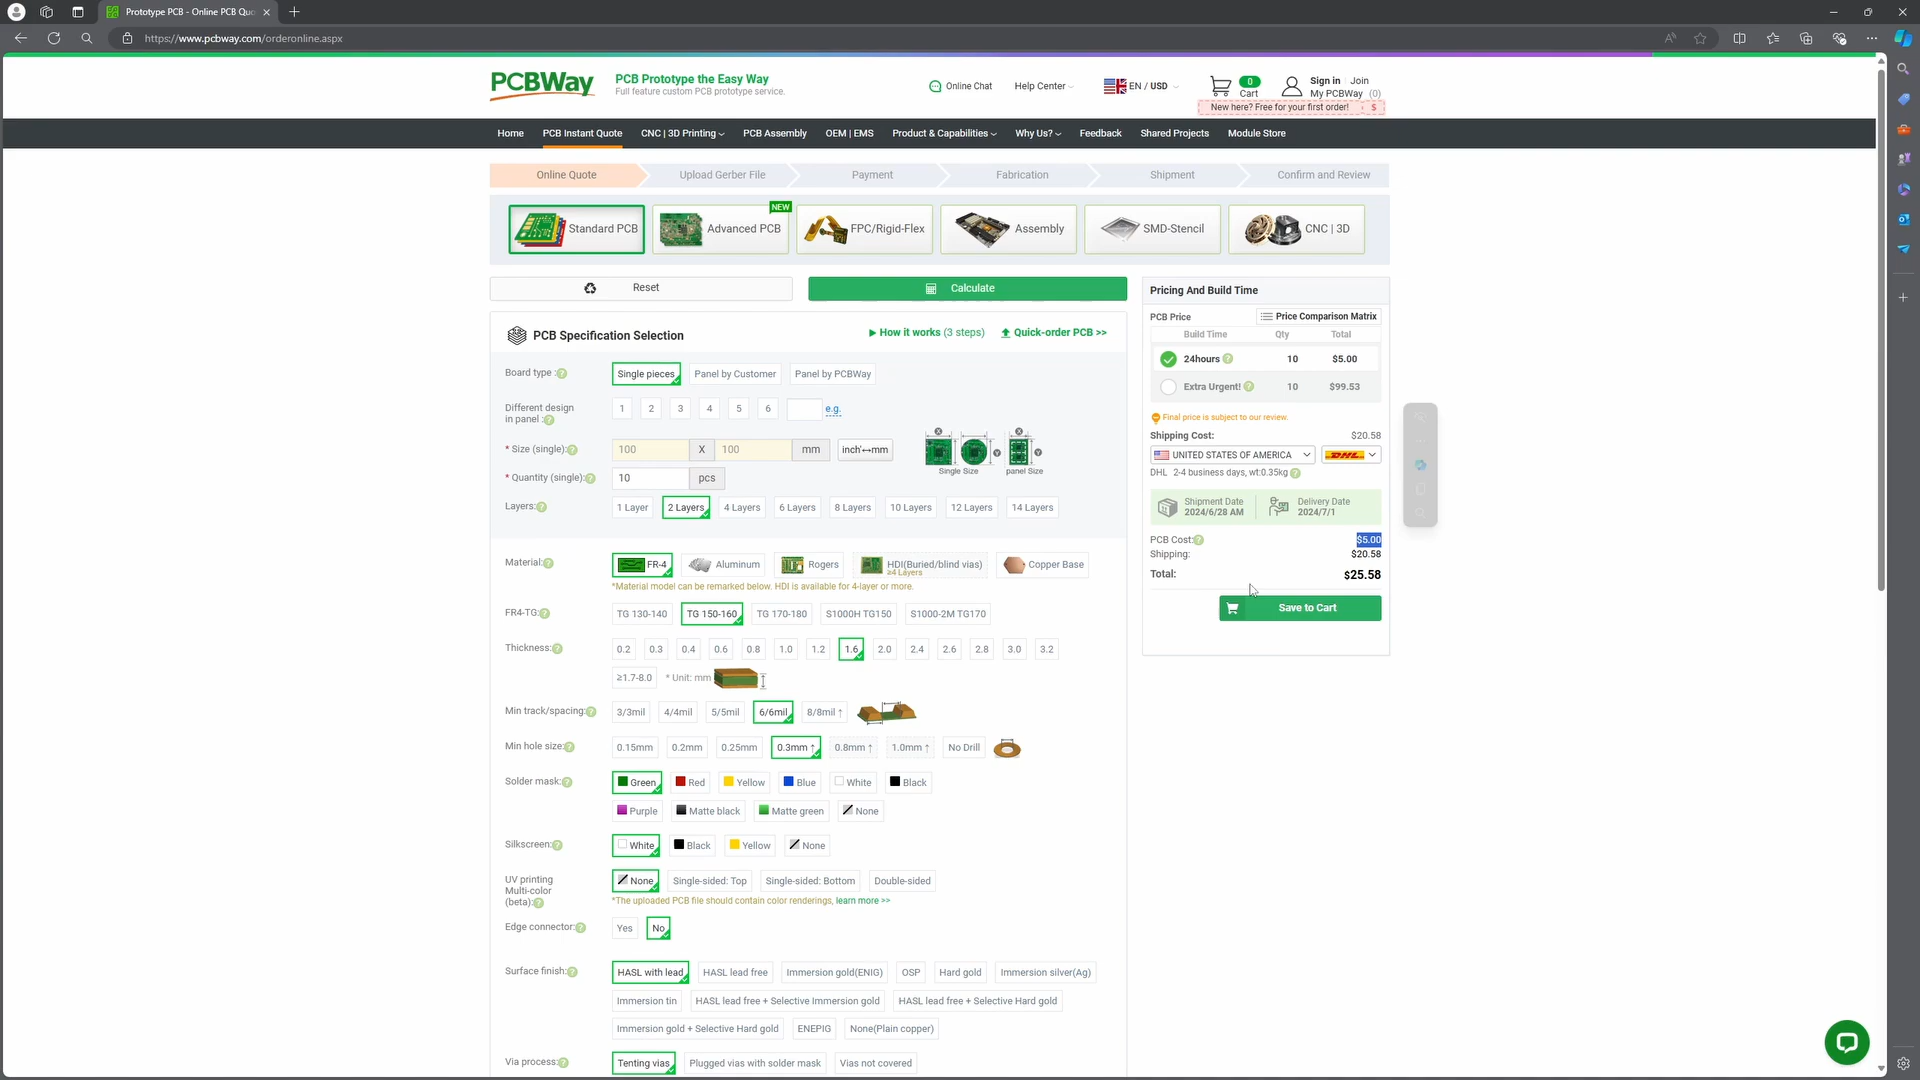 Prototype PCB - Online PCB Quo
https://www.pcbway.com/orderonline.aspx
PCBWay
PCB Prototype the Easy Way
Full feature custom PCB prototype service.
Online Chat
Help Center
EN / USD
0
Cart
Sign in Join
My PCBWay (0)
New here? Free for your first order! $
Home PCB Instant Quote CNC | 3D Printing PCB Assembly OEM | EMS Product & Capabilities Why Us? Feedback Shared Projects Module Store
Online Quote Upload Gerber File Payment Fabrication Shipment Confirm and Review
NEW
Standard PCB Advanced PCB FPC/Rigid-Flex Assembly SMD-Stencil CNC | 3D
Reset
Calculate
PCB Specification Selection
How it works (3 steps) Quick-order PCB >>
Board type :? Single pieces Panel by Customer Panel by PCBWay
Different design
in panel :? 1 2 3 4 5 6 e.g.
* Size (single):? 100 X 100 mm inch'↔mm
X Y X Y
Single Size panel Size
* Quantity (single):? 10 pcs
Layers:? 1 Layer 2 Layers 4 Layers 6 Layers 8 Layers 10 Layers 12 Layers 14 Layers
Material:? FR-4 Aluminum Rogers HDI(Buried/blind vias) Copper Base
≥4 Layers
*Material model can be remarked below. HDI is available for 4-layer or more.
FR4-TG:? TG 130-140 TG 150-160 TG 170-180 S1000H TG150 S1000-2M TG170
Thickness:? 0.2 0.3 0.4 0.6 0.8 1.0 1.2 1.6 2.0 2.4 2.6 2.8 3.0 3.2
≥1.7-8.0 * Unit: mm
Min track/spacing:? 3/3mil 4/4mil 5/5mil 6/6mil 8/8mil ↑
Min hole size:? 0.15mm 0.2mm 0.25mm 0.3mm ↑ 0.8mm ↑ 1.0mm ↑ No Drill
Solder mask:? Green Red Yellow Blue White Black
Purple Matte black Matte green None
Silkscreen:? White Black Yellow None
UV printing
Multi-color
(beta):? None Single-sided: Top Single-sided: Bottom Double-sided
*The uploaded PCB file should contain color renderings, learn more >>
Edge connector:? Yes No
Surface finish:? HASL with lead HASL lead free Immersion gold(ENIG) OSP Hard gold Immersion silver(Ag)
Immersion tin HASL lead free + Selective Immersion gold HASL lead free + Selective Hard gold
Immersion gold + Selective Hard gold ENEPIG None(Plain copper)
Via process:? Tenting vias Plugged vias with solder mask Vias not covered
Pricing And Build Time
PCB Price Price Comparison Matrix
Build Time Qty Total
24hours ? 10 $5.00
Extra Urgent! ? 10 $99.53
Final price is subject to our review.
Shipping Cost: $20.58
UNITED STATES OF AMERICA DHL
DHL 2-4 business days, wt:0.35kg ?
Shipment Date
2024/6/28 AM
Delivery Date
2024/7/1
PCB Cost:? $5.00
Shipping: $20.58
Total: $25.58
Save to Cart